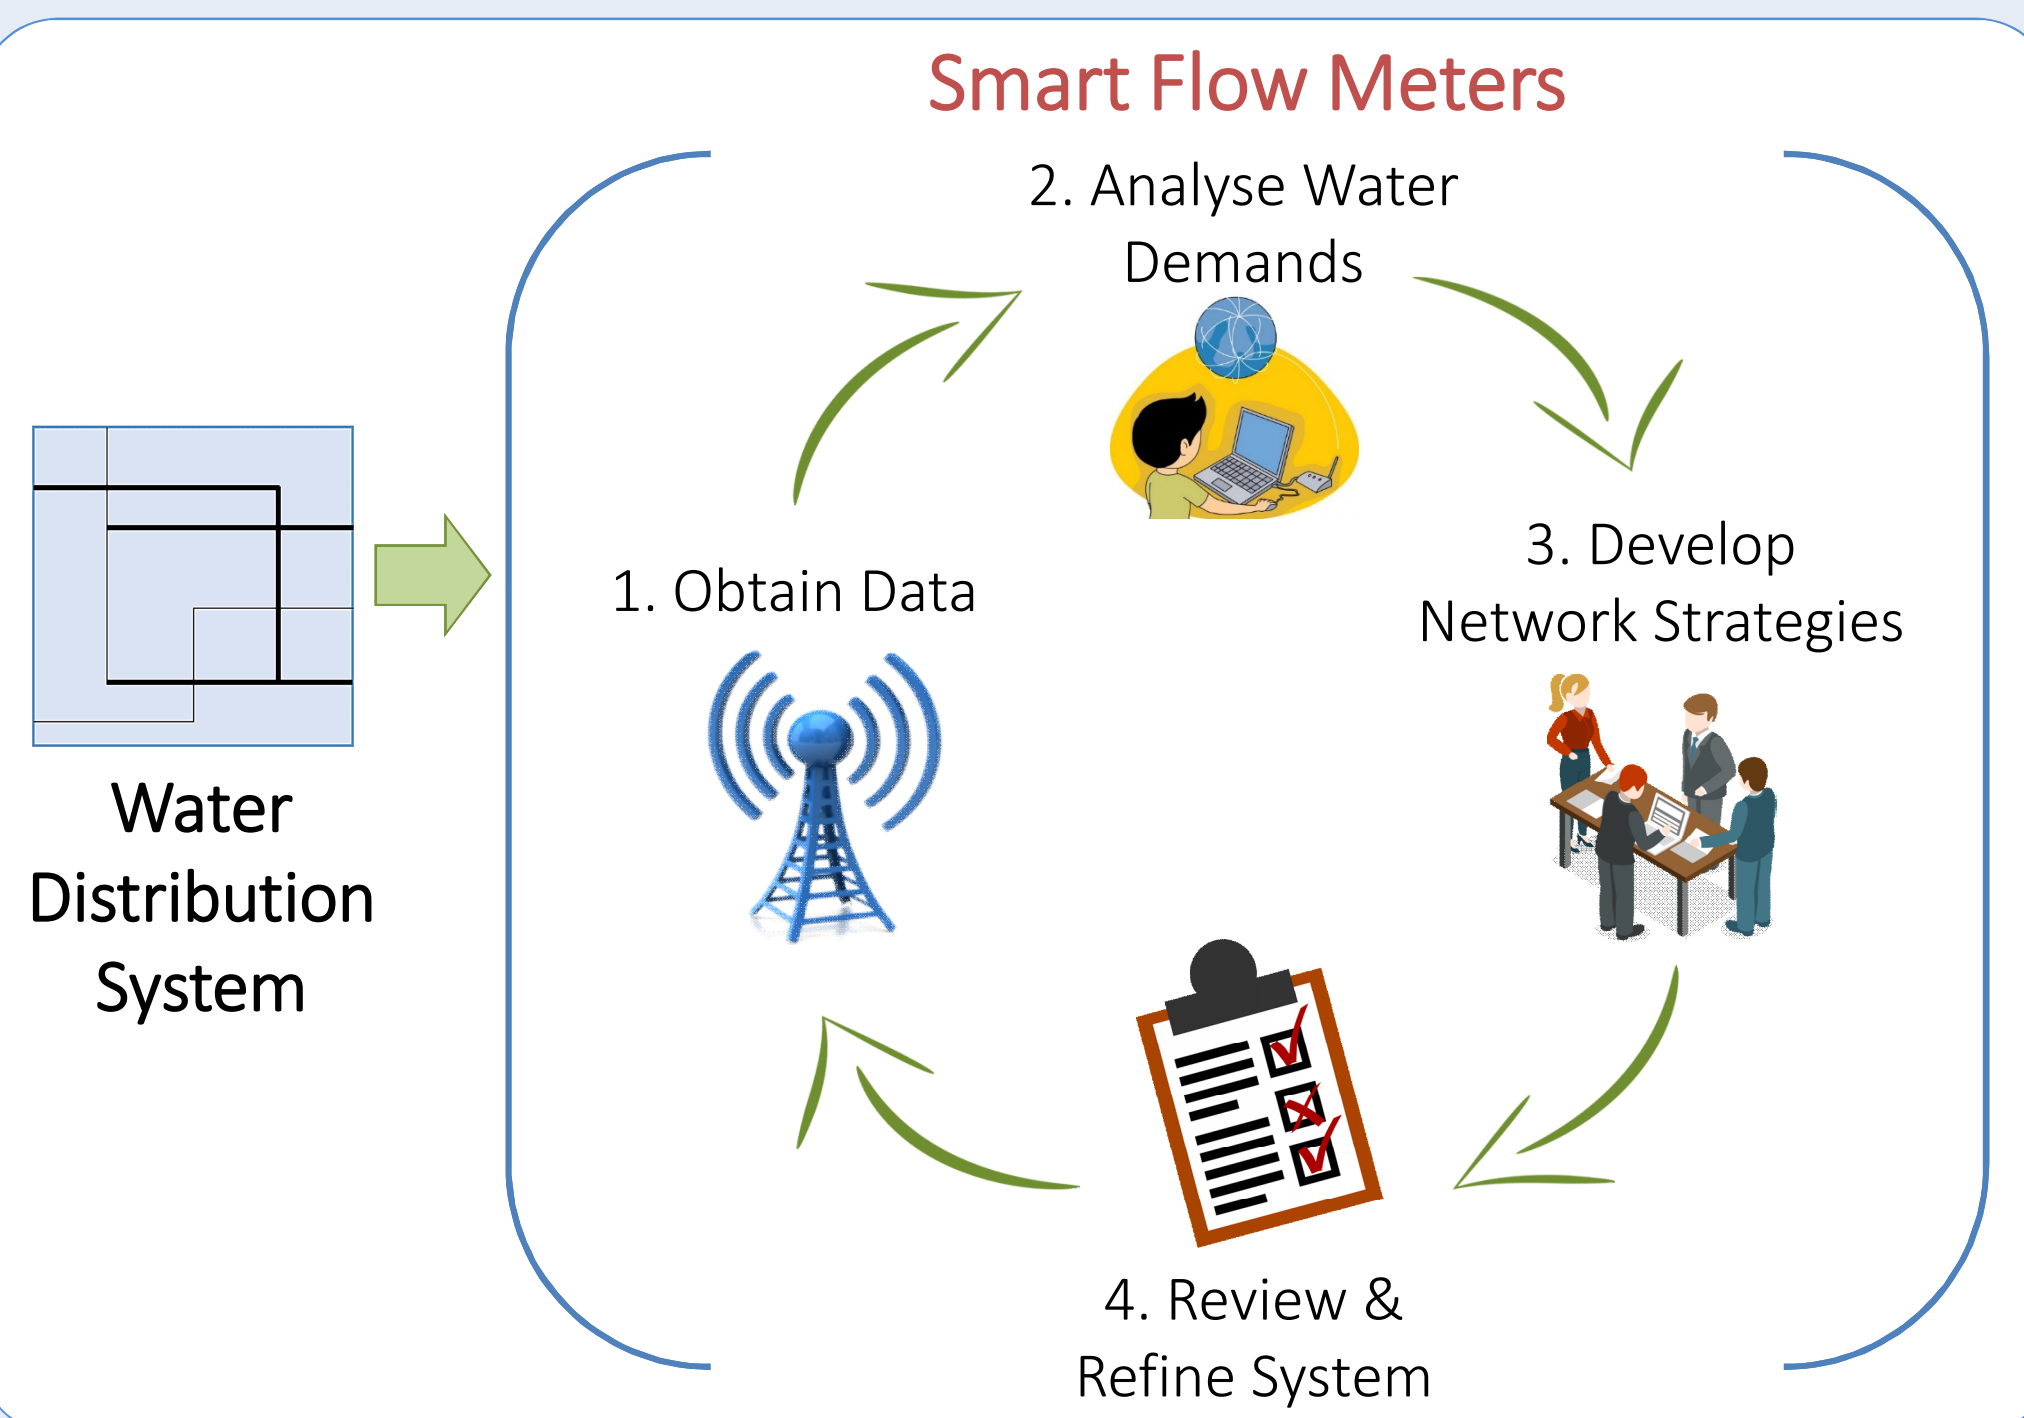 Smart Flow Meters
2. Analyse Water
Demands
1. Obtain Data
3. Develop
Network Strategies
Water
Distribution
System
4. Review &
Refine System